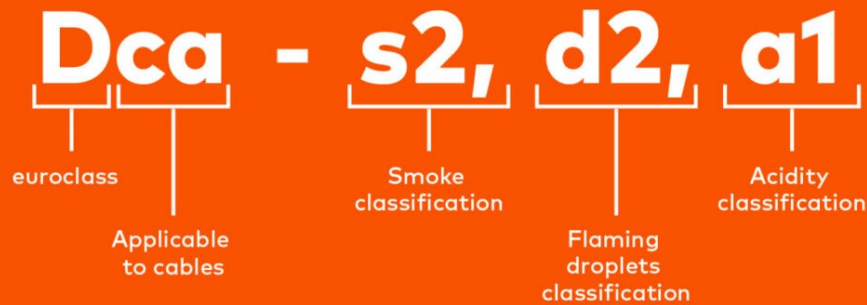 Dca - s2, d2, a1
euroclass
Applicable
to cables
Smoke
classification
Flaming
droplets
classification
Acidity
classification